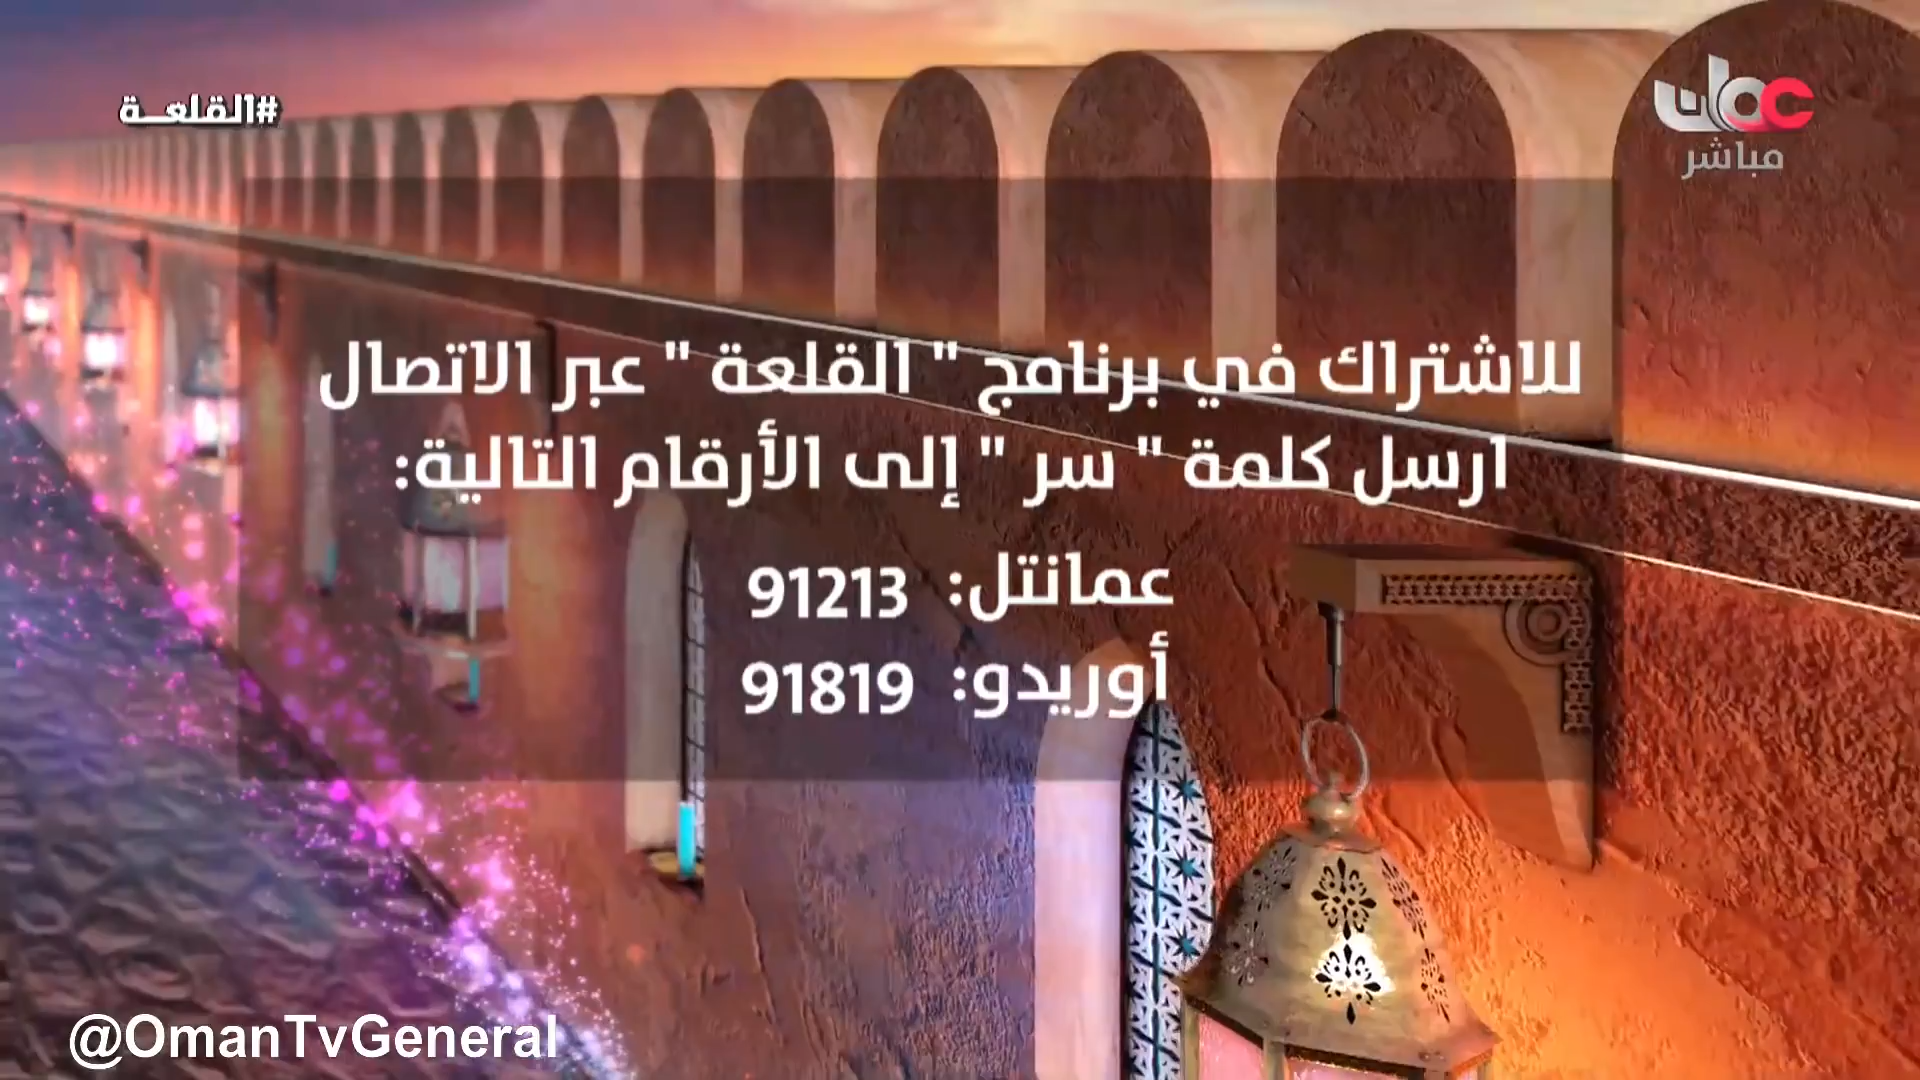 #القلعــة
عمان
مباشر
للاشتراك في برنامج " القلعة " عبر الاتصال
ارسل كلمة " سر " إلى الأرقام التالية:
عمانتل: 91213
أوريدو: 91819
@OmanTvGeneral